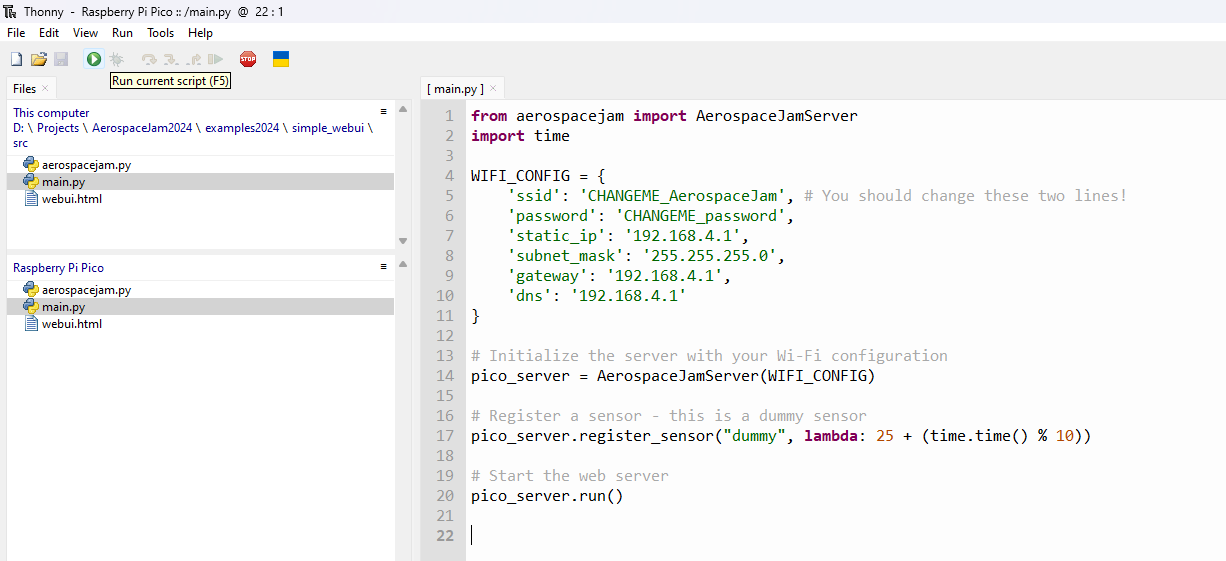 Thonny - Raspberry Pi Pico :: /main.py @ 22 : 1
File Edit View Run Tools Help
STOP
Run current script (F5)
Files ×
This computer
D: \ Projects \ AerospaceJam2024 \ examples2024 \ simple_webui \
src
aerospacejam.py
main.py
webui.html
Raspberry Pi Pico
aerospacejam.py
main.py
webui.html
[ main.py ] ×
1 from aerospacejam import AerospaceJamServer
2 import time
3
4 WIFI_CONFIG = {
5     'ssid': 'CHANGEME_AerospaceJam', # You should change these two lines!
6     'password': 'CHANGEME_password',
7     'static_ip': '192.168.4.1',
8     'subnet_mask': '255.255.255.0',
9     'gateway': '192.168.4.1',
10     'dns': '192.168.4.1'
11 }
12
13 # Initialize the server with your Wi-Fi configuration
14 pico_server = AerospaceJamServer(WIFI_CONFIG)
15
16 # Register a sensor - this is a dummy sensor
17 pico_server.register_sensor("dummy", lambda: 25 + (time.time() % 10))
18
19 # Start the web server
20 pico_server.run()
21
22